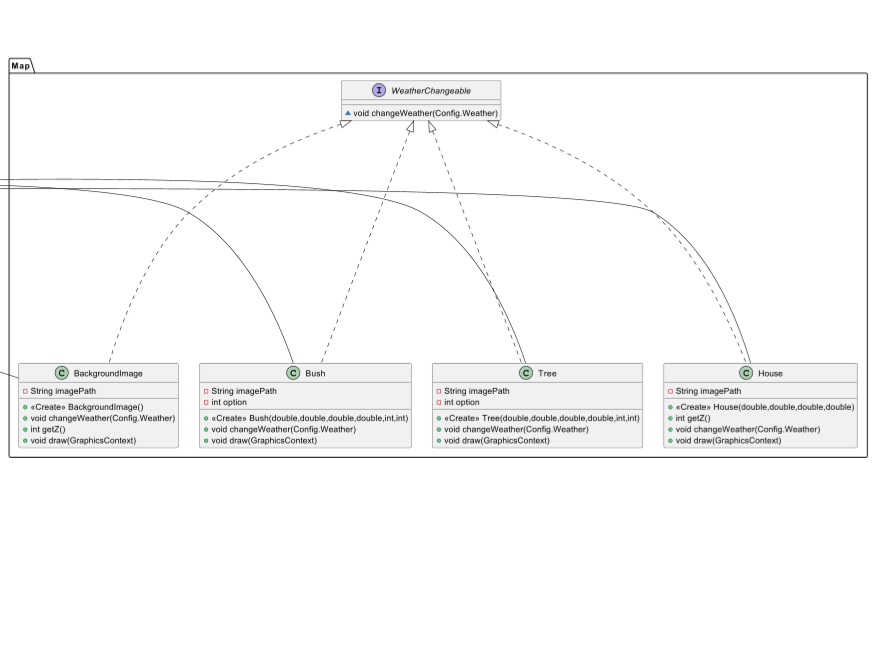 Map
I WeatherChangeable
void changeWeather(Config.Weather)
C BackgroundImage
String imagePath
«Create» BackgroundImage()
void changeWeather(Config.Weather)
int getZ()
void draw(GraphicsContext)
C Bush
String imagePath
int option
«Create» Bush(double,double,double,double,int,int)
void changeWeather(Config.Weather)
void draw(GraphicsContext)
C Tree
String imagePath
int option
«Create» Tree(double,double,double,double,int,int)
void changeWeather(Config.Weather)
void draw(GraphicsContext)
C House
String imagePath
«Create» House(double,double,double,double)
int getZ()
void changeWeather(Config.Weather)
void draw(GraphicsContext)